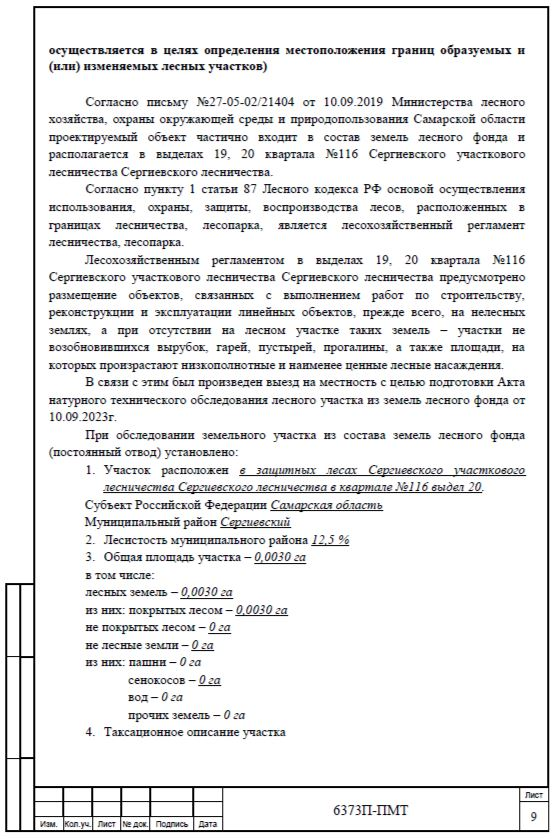 осуществляется в целях определения местоположения границ образуемых и
(или) изменяемых лесных участков)
Согласно письму №27-05-02/21404 от 10.09.2019 Министерства лесного
хозяйства, охраны окружающей среды и природопользования Самарской области
проектируемый объект частично входит в состав земель лесного фонда и
располагается в выделах 19, 20 квартала №116 Сергиевского участкового
лесничества Сергиевского лесничества.
Согласно пункту 1 статьи 87 Лесного кодекса РФ основой осуществления
использования, охраны, защиты, воспроизводства лесов, расположенных в
границах лесничества, лесопарка, является лесохозяйственный регламент
лесничества, лесопарка.
Лесохозяйственным регламентом в выделах 19, 20 квартала №116
Сергиевского участкового лесничества Сергиевского лесничества предусмотрено
размещение объектов, связанных с выполнением работ по строительству,
реконструкции и эксплуатации линейных объектов, прежде всего, на нелесных
землях, а при отсутствии на лесном участке таких земель – участки не
возобновившихся вырубок, гарей, пустырей, прогалины, а также площади, на
которых произрастают низкополнотные и наименее ценные лесные насаждения.
В связи с этим был произведен выезд на местность с целью подготовки Акта
натурного технического обследования лесного участка из земель лесного фонда от
10.09.2023г.
При обследовании земельного участка из состава земель лесного фонда
(постоянный отвод) установлено:
1. Участок расположен в защитных лесах Сергиевского участкового
лесничества Сергиевского лесничества в квартале №116 выдел 20.
Субъект Российской Федерации Самарская область
Муниципальный район Сергиевский
2. Лесистость муниципального района 12,5 %
3. Общая площадь участка – 0,0030 га
в том числе:
лесных земель – 0,0030 га
из них: покрытых лесом – 0,0030 га
не покрытых лесом – 0 га
не лесные земли – 0 га
из них: пашни – 0 га
сенокосов – 0 га
вод – 0 га
прочих земель – 0 га
4. Таксационное описание участка
6373П-ПМТ
Лист
9
Изм. Кол.уч. Лист № док. Подпись Дата